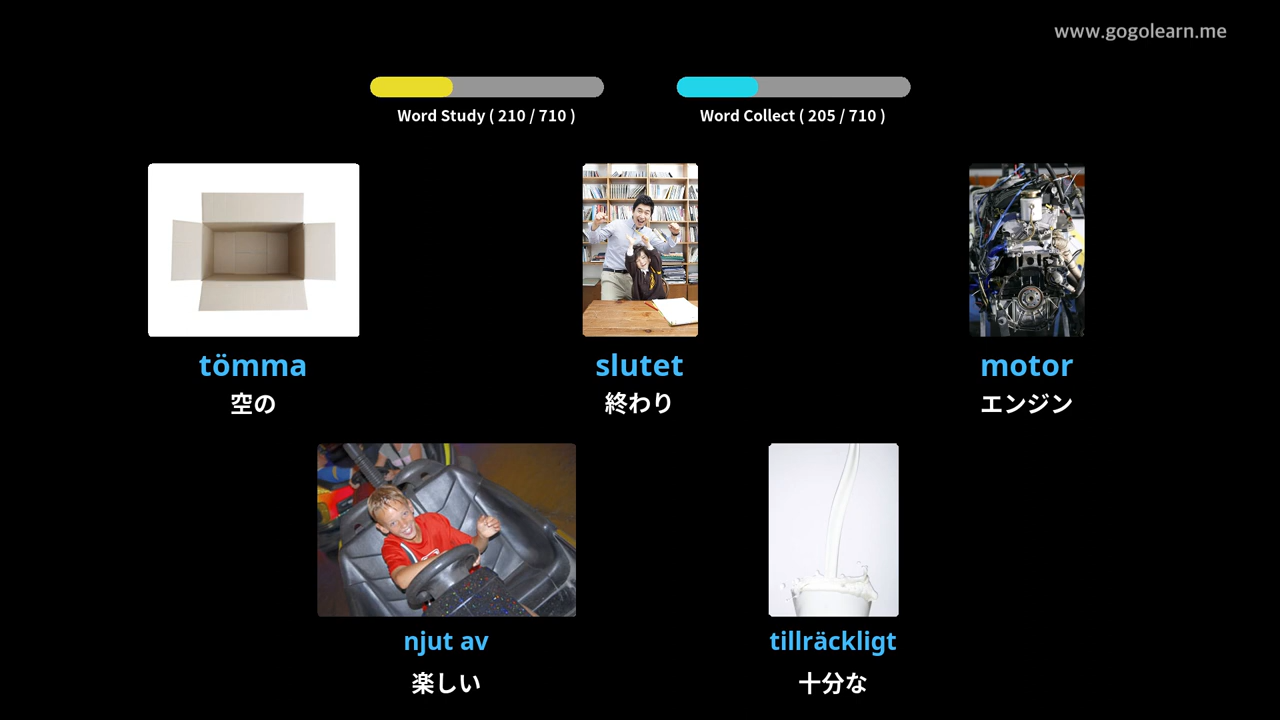 www.gogolearn.me
Word Study ( 210 / 710 )
Word Collect ( 205 / 710 )
tömma
空の
slutet
終わり
motor
エンジン
njut av
楽しい
tillräckligt
十分な